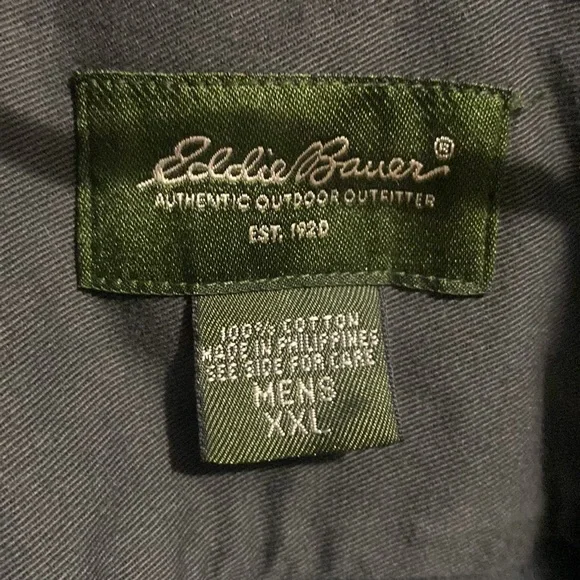 Eddie Bauer®
AUTHENTIC OUTDOOR OUTFITTER
EST. 1920
100% COTTON
MADE IN PHILIPPINES
SEE SIDE FOR CARE
MENS
XXL